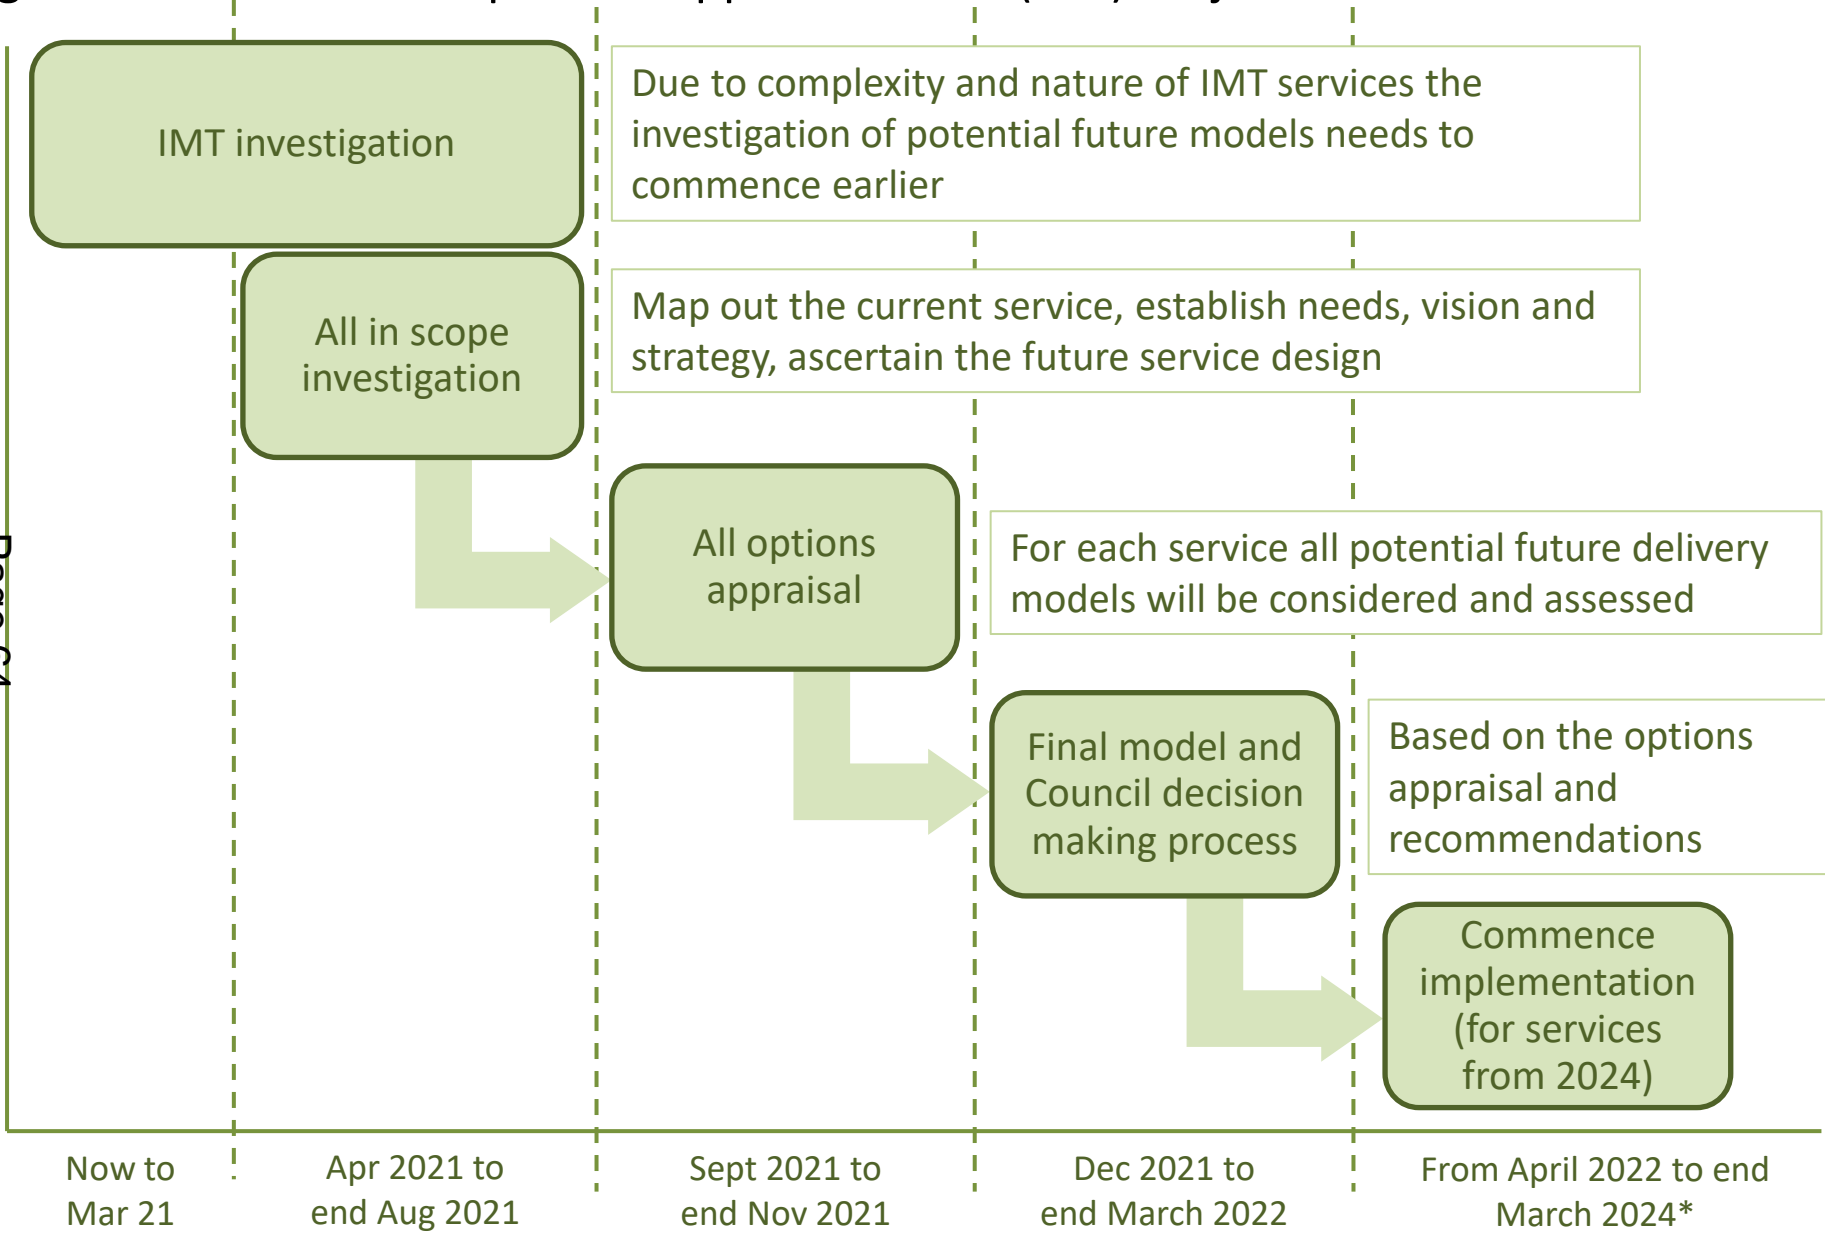 IMT investigation
Due to complexity and nature of IMT services the
investigation of potential future models needs to
commence earlier
All in scope
investigation
Map out the current service, establish needs, vision and
strategy, ascertain the future service design
All options
appraisal
For each service all potential future delivery
models will be considered and assessed
Final model and
Council decision
making process
Based on the options
appraisal and
recommendations
Commence
implementation
(for services
from 2024)
Now to
Mar 21
Apr 2021 to
end Aug 2021
Sept 2021 to
end Nov 2021
Dec 2021 to
end March 2022
From April 2022 to end
March 2024*